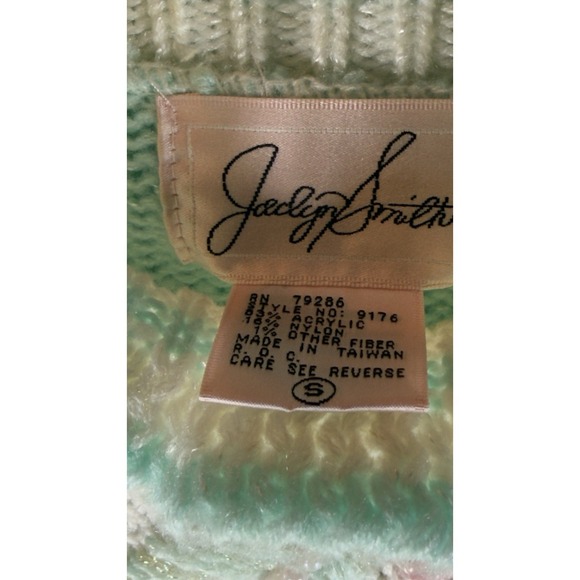 Jaclyn Smith
RN 79286
STYLE NO: 9176
83% ACRYLIC
16% NYLON
1% OTHER FIBER
MADE IN TAIWAN
R. O. C.
CARE SEE REVERSE
S